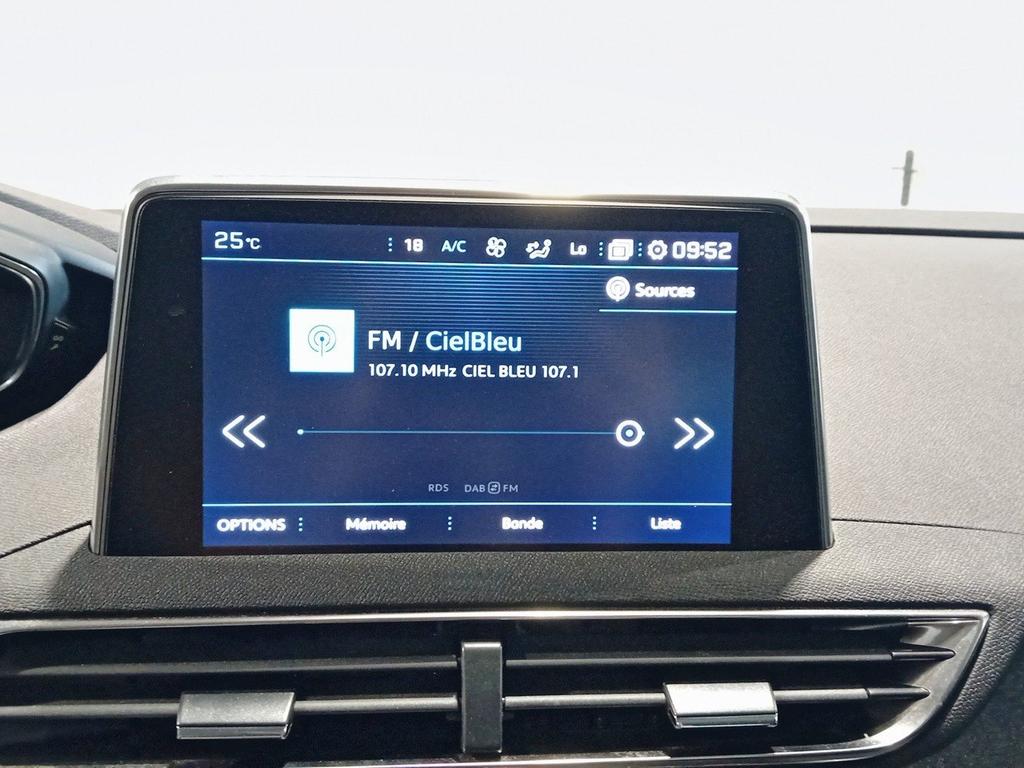 25°C 18 A/C Lo 09:52
Sources
FM / CielBleu
107.10 MHz CIEL BLEU 107.1
RDS DAB FM
OPTIONS Mémoire Bande Liste